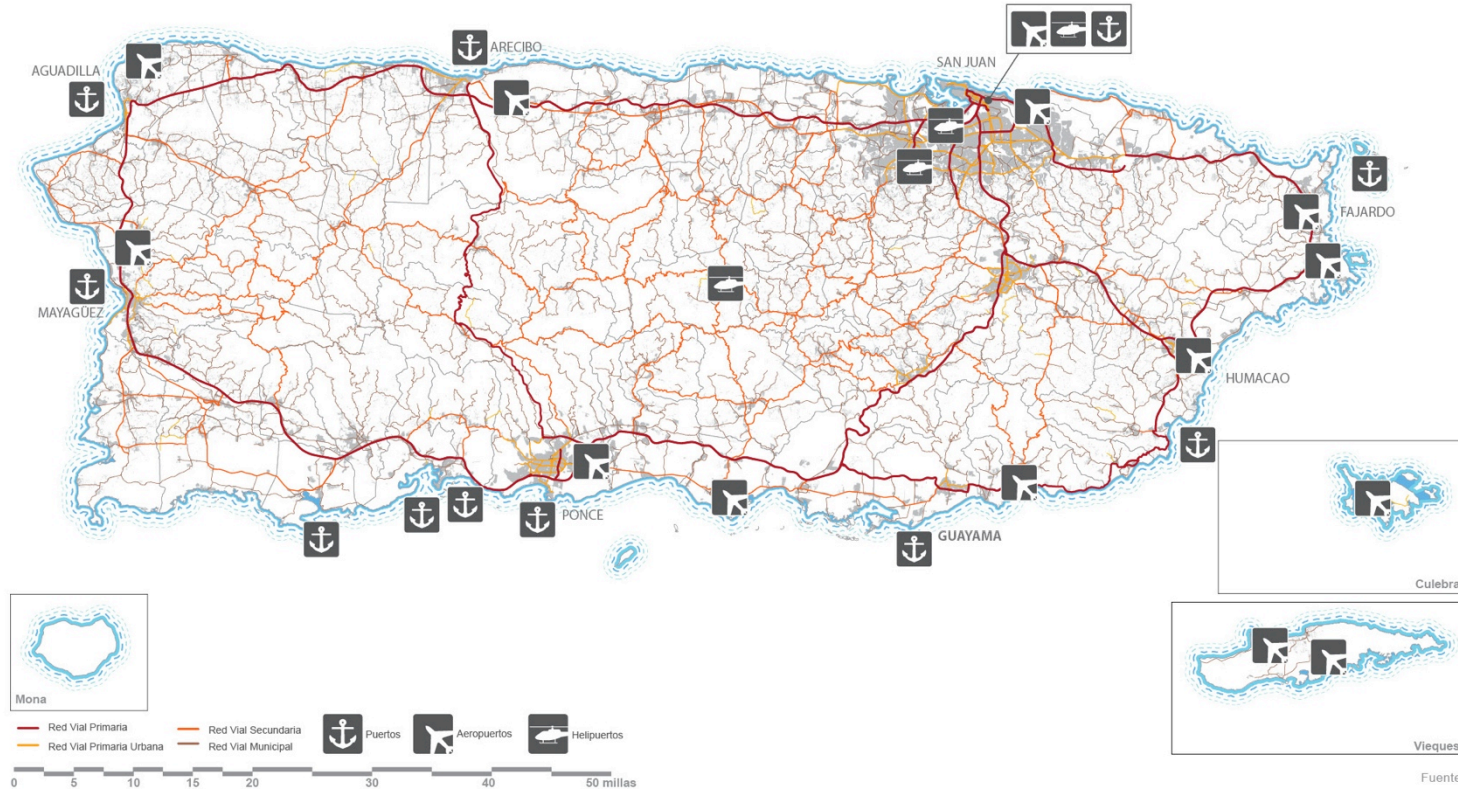 ARECIBO
AGUADILLA
SAN JUAN
FAJARDO
MAYAGÜEZ
HUMACAO
PONCE
GUAYAMA
Culebra
Mona
Vieques
Red Vial Primaria
Red Vial Secundaria
Puertos
Aeropuertos
Helipuertos
Red Vial Primaria Urbana
Red Vial Municipal
0 5 10 15 20 30 40 50 millas
Fuente